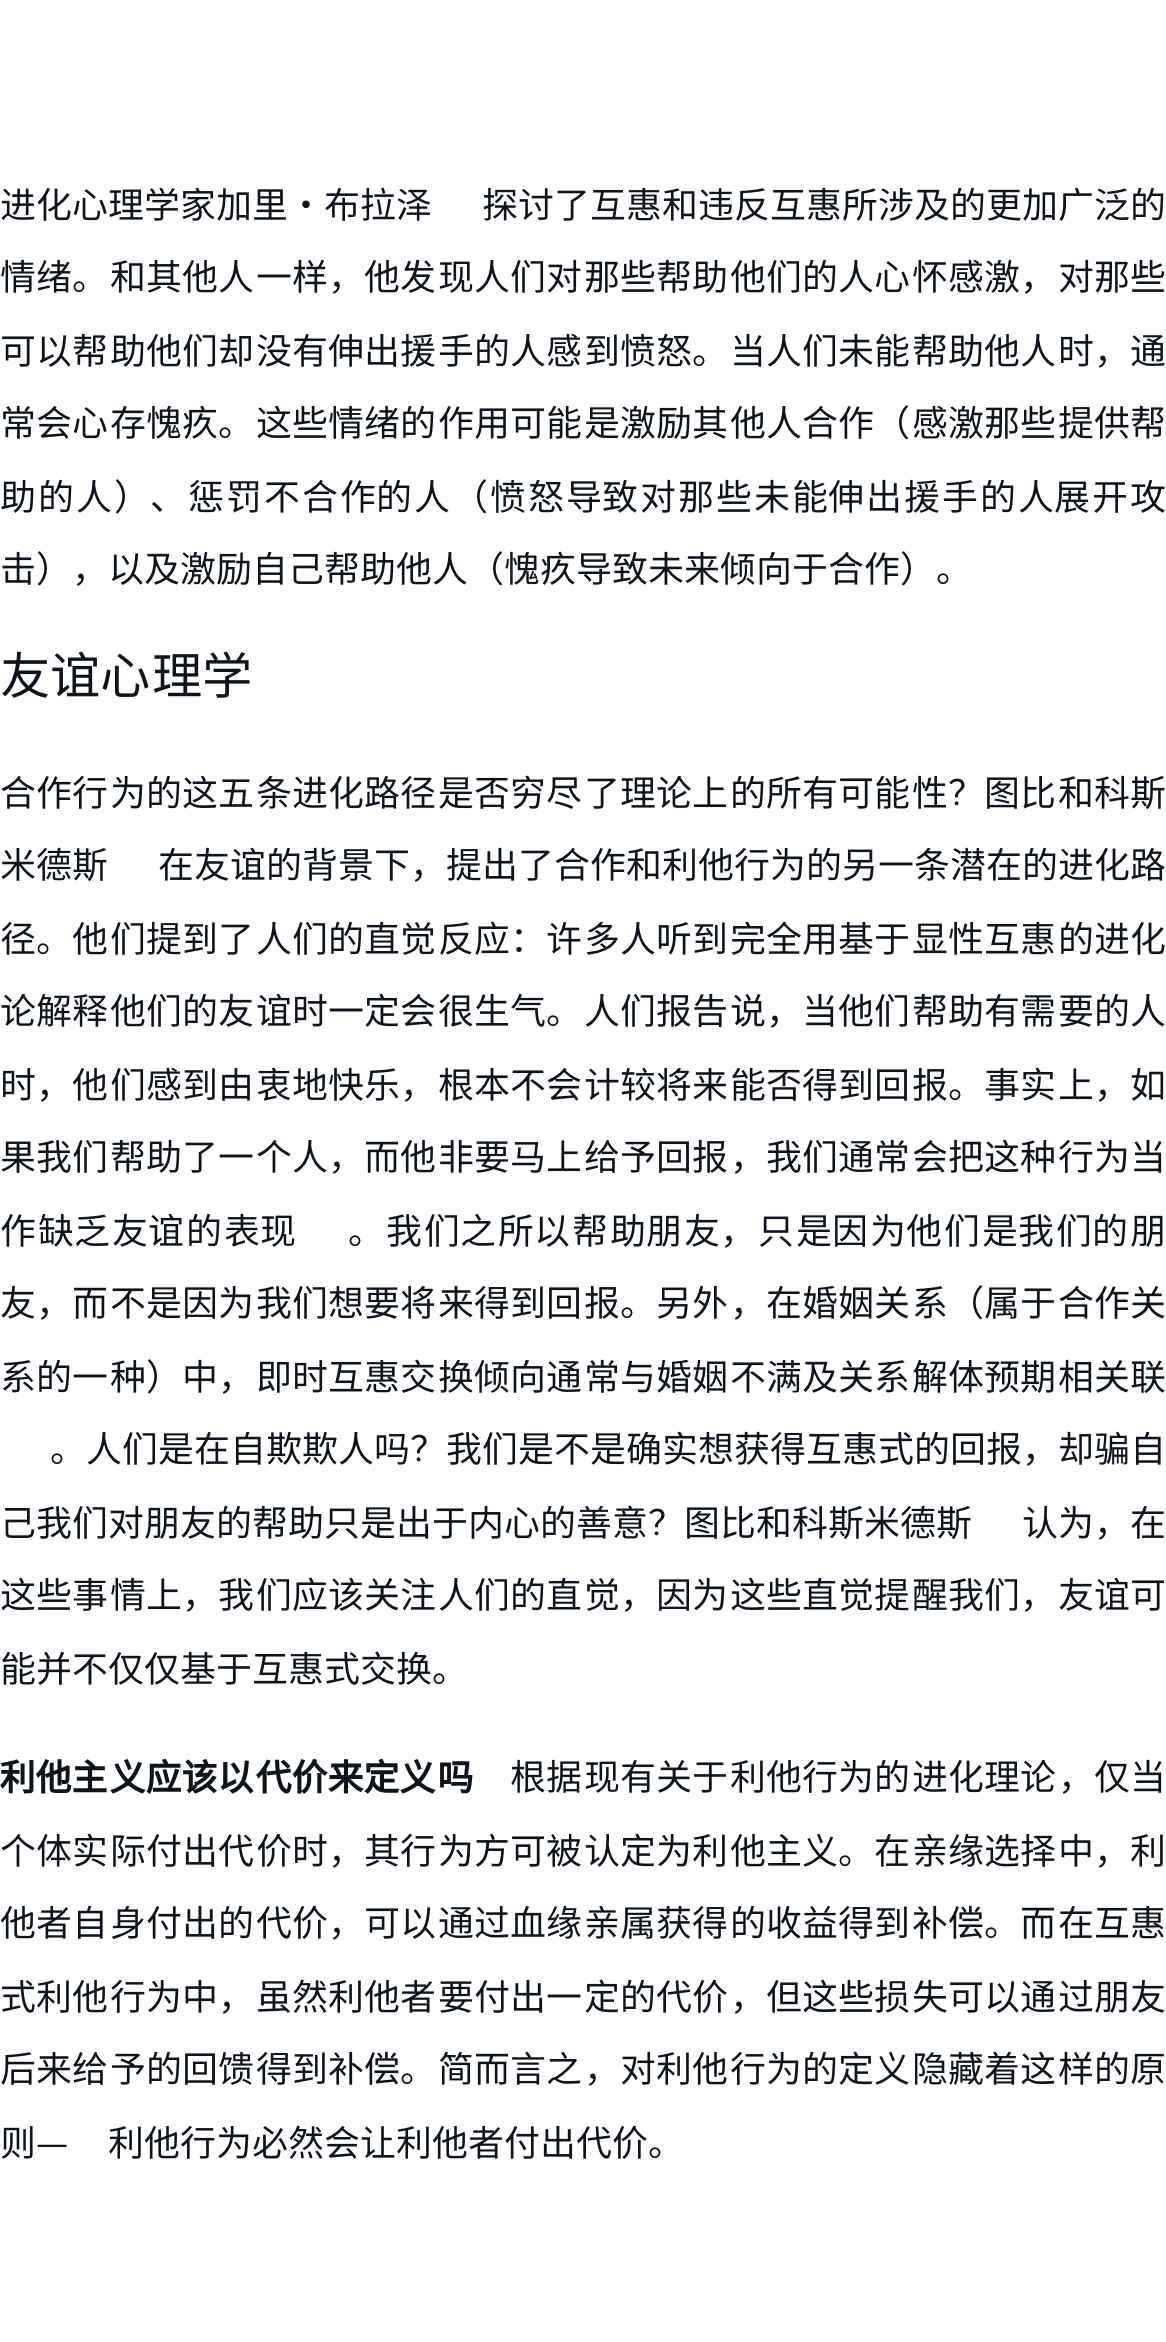 进化心理学家加里·布拉泽 探讨了互惠和违反互惠所涉及的更加广泛的
情绪。和其他人一样，他发现人们对那些帮助他们的人心怀感激，对那些
可以帮助他们却没有伸出援手的人感到愤怒。当人们未能帮助他人时，通
常会心存愧疚。这些情绪的作用可能是激励其他人合作（感激那些提供帮
助的人）、惩罚不合作的人（愤怒导致对那些未能伸出援手的人展开攻
击），以及激励自己帮助他人（愧疚导致未来倾向于合作）。
友谊心理学
合作行为的这五条进化路径是否穷尽了理论上的所有可能性？图比和科斯
米德斯 在友谊的背景下，提出了合作和利他行为的另一条潜在的进化路
径。他们提到了人们的直觉反应：许多人听到完全用基于显性互惠的进化
论解释他们的友谊时一定会很生气。人们报告说，当他们帮助有需要的人
时，他们感到由衷地快乐，根本不会计较将来能否得到回报。事实上，如
果我们帮助了一个人，而他非要马上给予回报，我们通常会把这种行为当
作缺乏友谊的表现 。我们之所以帮助朋友，只是因为他们是我们的朋
友，而不是因为我们想要将来得到回报。另外，在婚姻关系（属于合作关
系的一种）中，即时互惠交换倾向通常与婚姻不满及关系解体预期相关联
。人们是在自欺欺人吗？我们是不是确实想获得互惠式的回报，却骗自
己我们对朋友的帮助只是出于内心的善意？图比和科斯米德斯 认为，在
这些事情上，我们应该关注人们的直觉，因为这些直觉提醒我们，友谊可
能并不仅仅基于互惠式交换。
利他主义应该以代价来定义吗 根据现有关于利他行为的进化理论，仅当
个体实际付出代价时，其行为方可被认定为利他主义。在亲缘选择中，利
他者自身付出的代价，可以通过血缘亲属获得的收益得到补偿。而在互惠
式利他行为中，虽然利他者要付出一定的代价，但这些损失可以通过朋友
后来给予的回馈得到补偿。简而言之，对利他行为的定义隐藏着这样的原
则— 利他行为必然会让利他者付出代价。